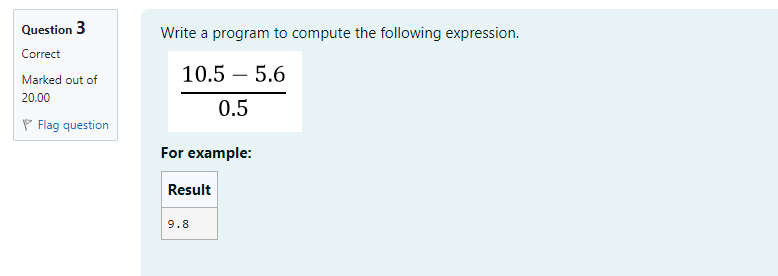 Question 3
Correct
Marked out of
20.00
Flag question
Write a program to compute the following expression.
10.5 − 5.6
0.5
For example:
Result
9.8